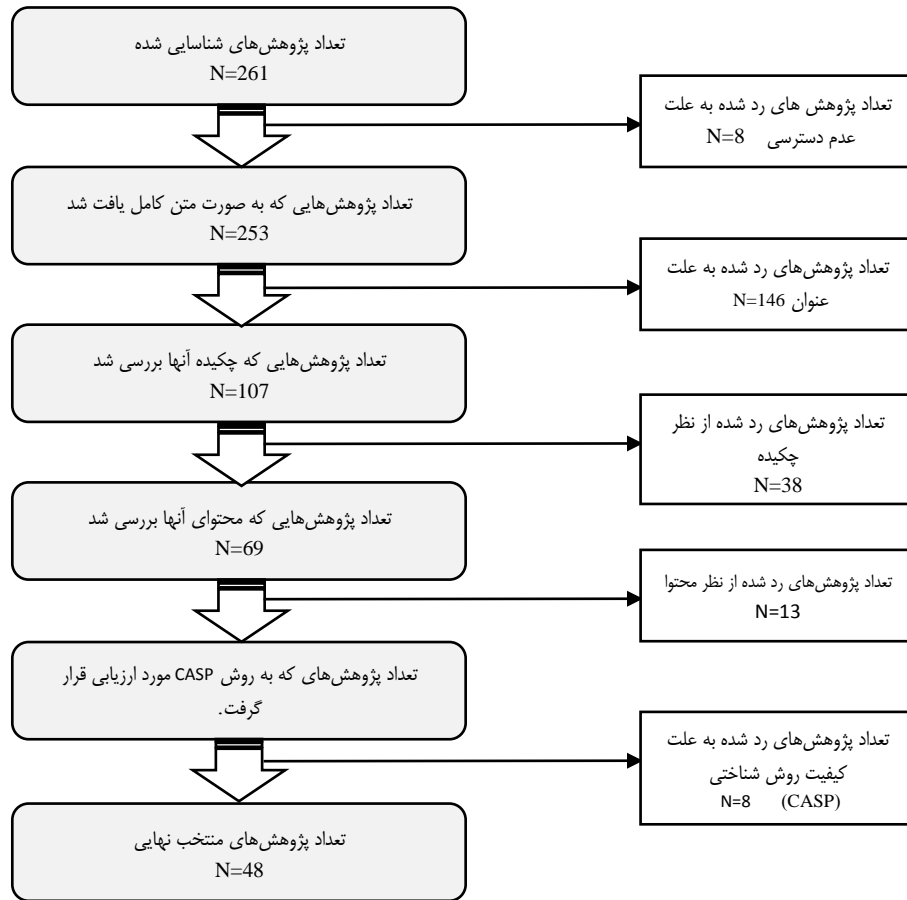 تعداد پژوهش‌های شناسایی شده
N=261
تعداد پژوهش های رد شده به علت
عدم دسترسی N=8
تعداد پژوهش‌هایی که به صورت متن کامل یافت شد
N=253
تعداد پژوهش‌های رد شده به علت
عنوان N=146
تعداد پژوهش‌هایی که چکیده آنها بررسی شد
N=107
تعداد پژوهش‌های رد شده از نظر
چکیده
N=38
تعداد پژوهش‌هایی که محتوای آنها بررسی شد
N=69
تعداد پژوهش‌های رد شده از نظر محتوا
N=13
تعداد پژوهش‌های که به روش CASP مورد ارزیابی قرار
گرفت.
تعداد پژوهش‌های رد شده به علت
کیفیت روش شناختی
(CASP) N=8
تعداد پژوهش‌های منتخب نهایی
N=48